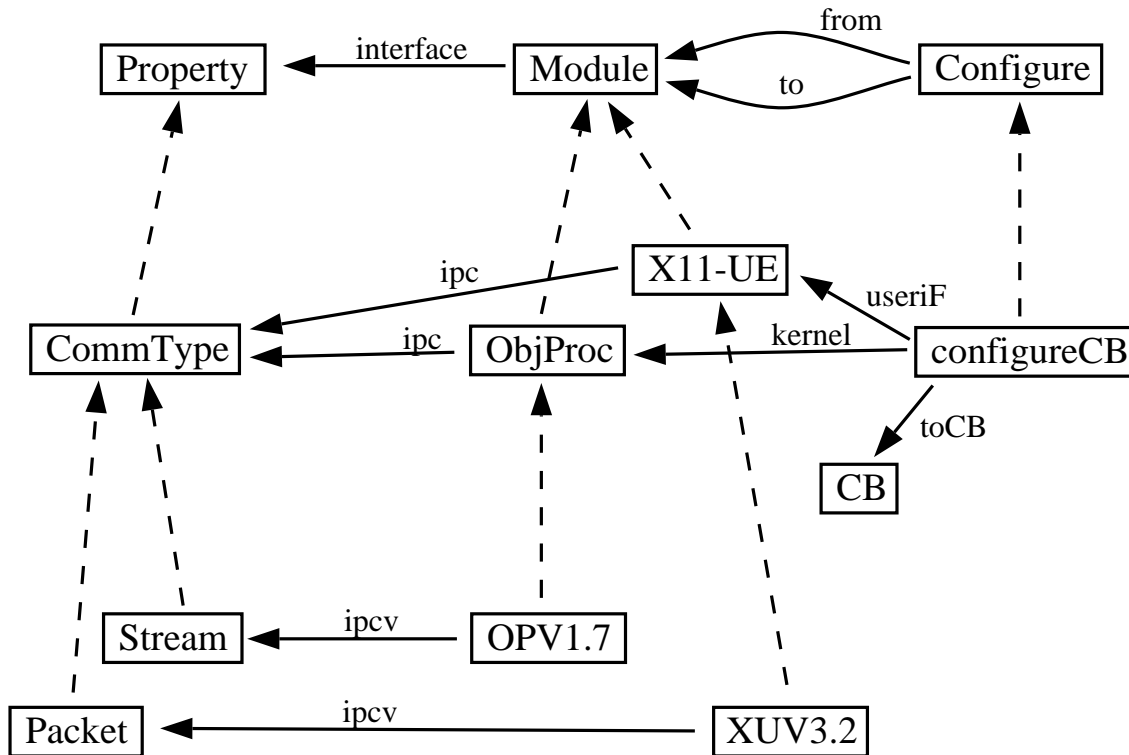 from
interface
Property
Module
Configure
to
ipc
X11-UE
useriF
CommType
ipc
ObjProc
kernel
configureCB
toCB
CB
ipcv
Stream
OPV1.7
ipcv
Packet
XUV3.2